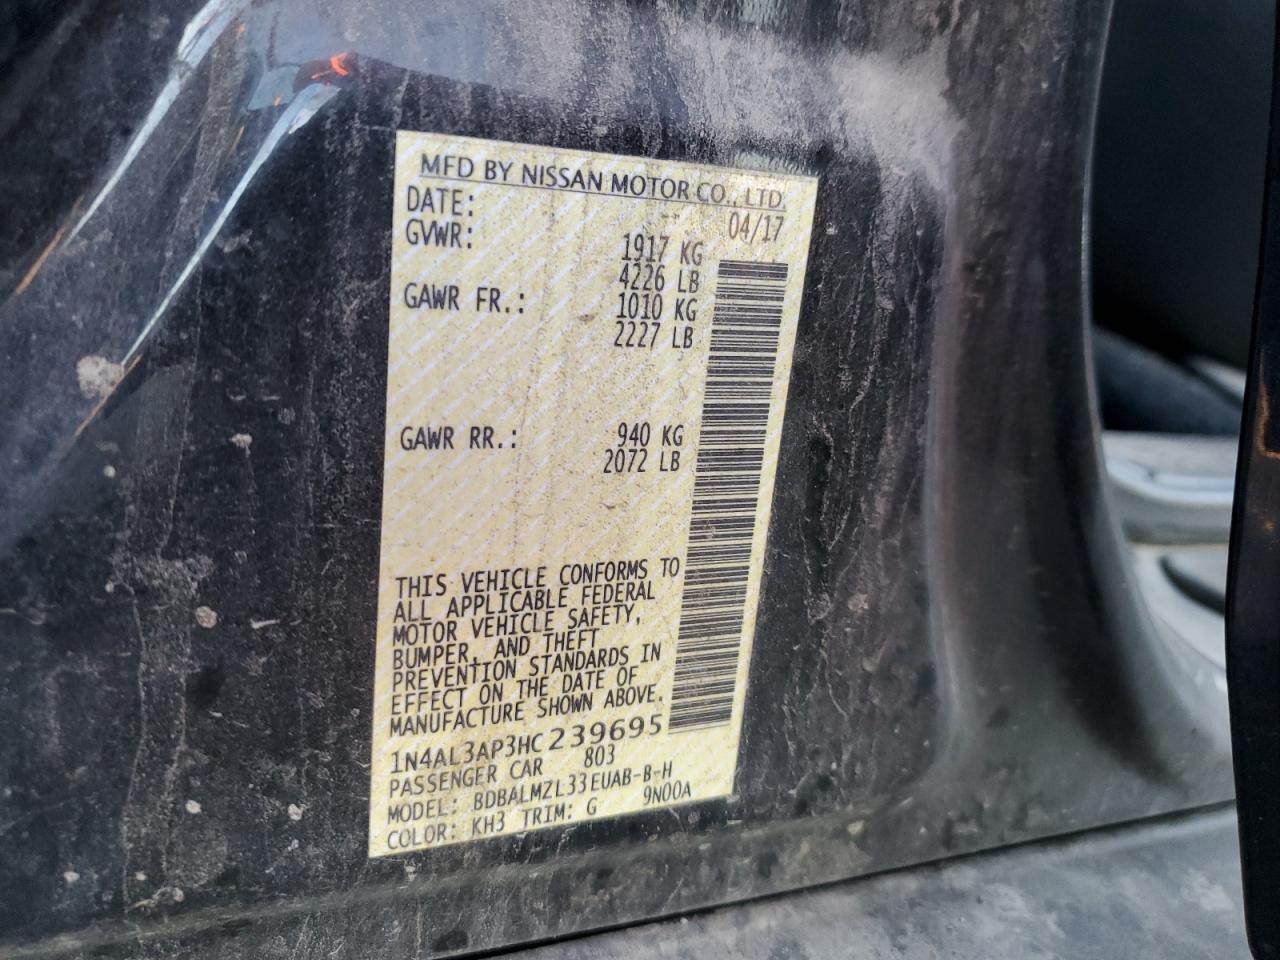 MFD BY NISSAN MOTOR CO., LTD.
DATE: 04/17
GVWR: 1917 KG
4226 LB
GAWR FR.: 1010 KG
2227 LB
GAWR RR.: 940 KG
2072 LB
THIS VEHICLE CONFORMS TO
ALL APPLICABLE FEDERAL
MOTOR VEHICLE SAFETY,
BUMPER, AND THEFT
PREVENTION STANDARDS IN
EFFECT ON THE DATE OF
MANUFACTURE SHOWN ABOVE.
1N4AL3AP3HC239695
PASSENGER CAR 803
MODEL: BDBALMZL33EUAB-B-H
COLOR: KH3 TRIM: G 9N00A